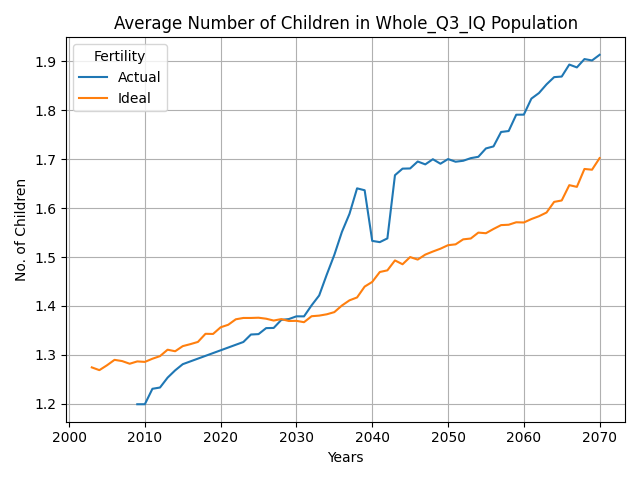 Average Number of Children in Whole_Q3_IQ Population
Fertility
Actual
Ideal
No. of Children
1.9
1.8
1.7
1.6
1.5
1.4
1.3
1.2
2000 2010 2020 2030 2040 2050 2060 2070
Years